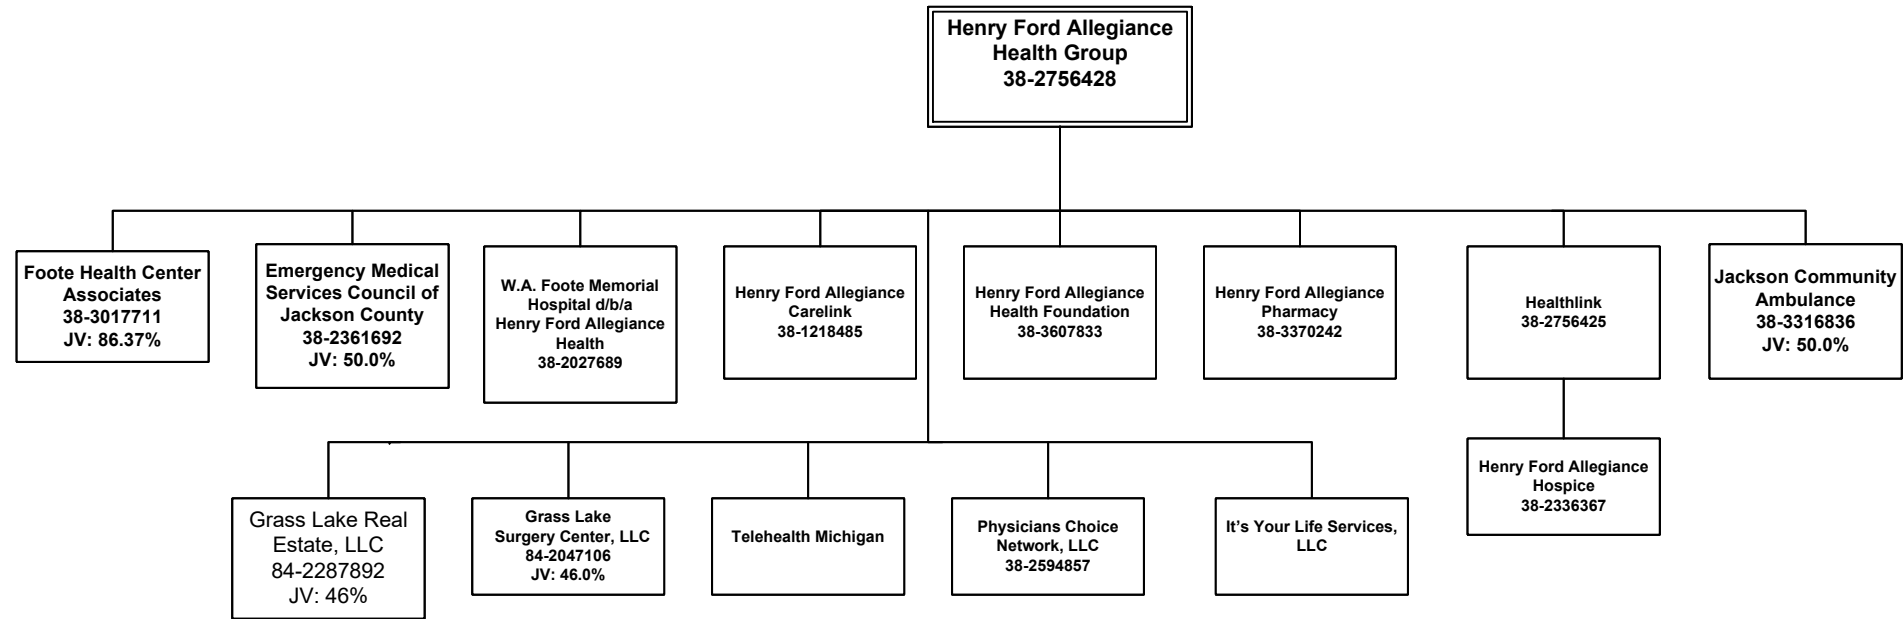 Henry Ford Allegiance
Health Group
38-2756428
Foote Health Center
Associates
38-3017711
JV: 86.37%
Emergency Medical
Services Council of
Jackson County
38-2361692
JV: 50.0%
W.A. Foote Memorial
Hospital d/b/a
Henry Ford Allegiance
Health
38-2027689
Henry Ford Allegiance
Carelink
38-1218485
Henry Ford Allegiance
Health Foundation
38-3607833
Henry Ford Allegiance
Pharmacy
38-3370242
Healthlink
38-2756425
Jackson Community
Ambulance
38-3316836
JV: 50.0%
Grass Lake Real
Estate, LLC
84-2287892
JV: 46%
Grass Lake
Surgery Center, LLC
84-2047106
JV: 46.0%
Telehealth Michigan
Physicians Choice
Network, LLC
38-2594857
It’s Your Life Services,
LLC
Henry Ford Allegiance
Hospice
38-2336367